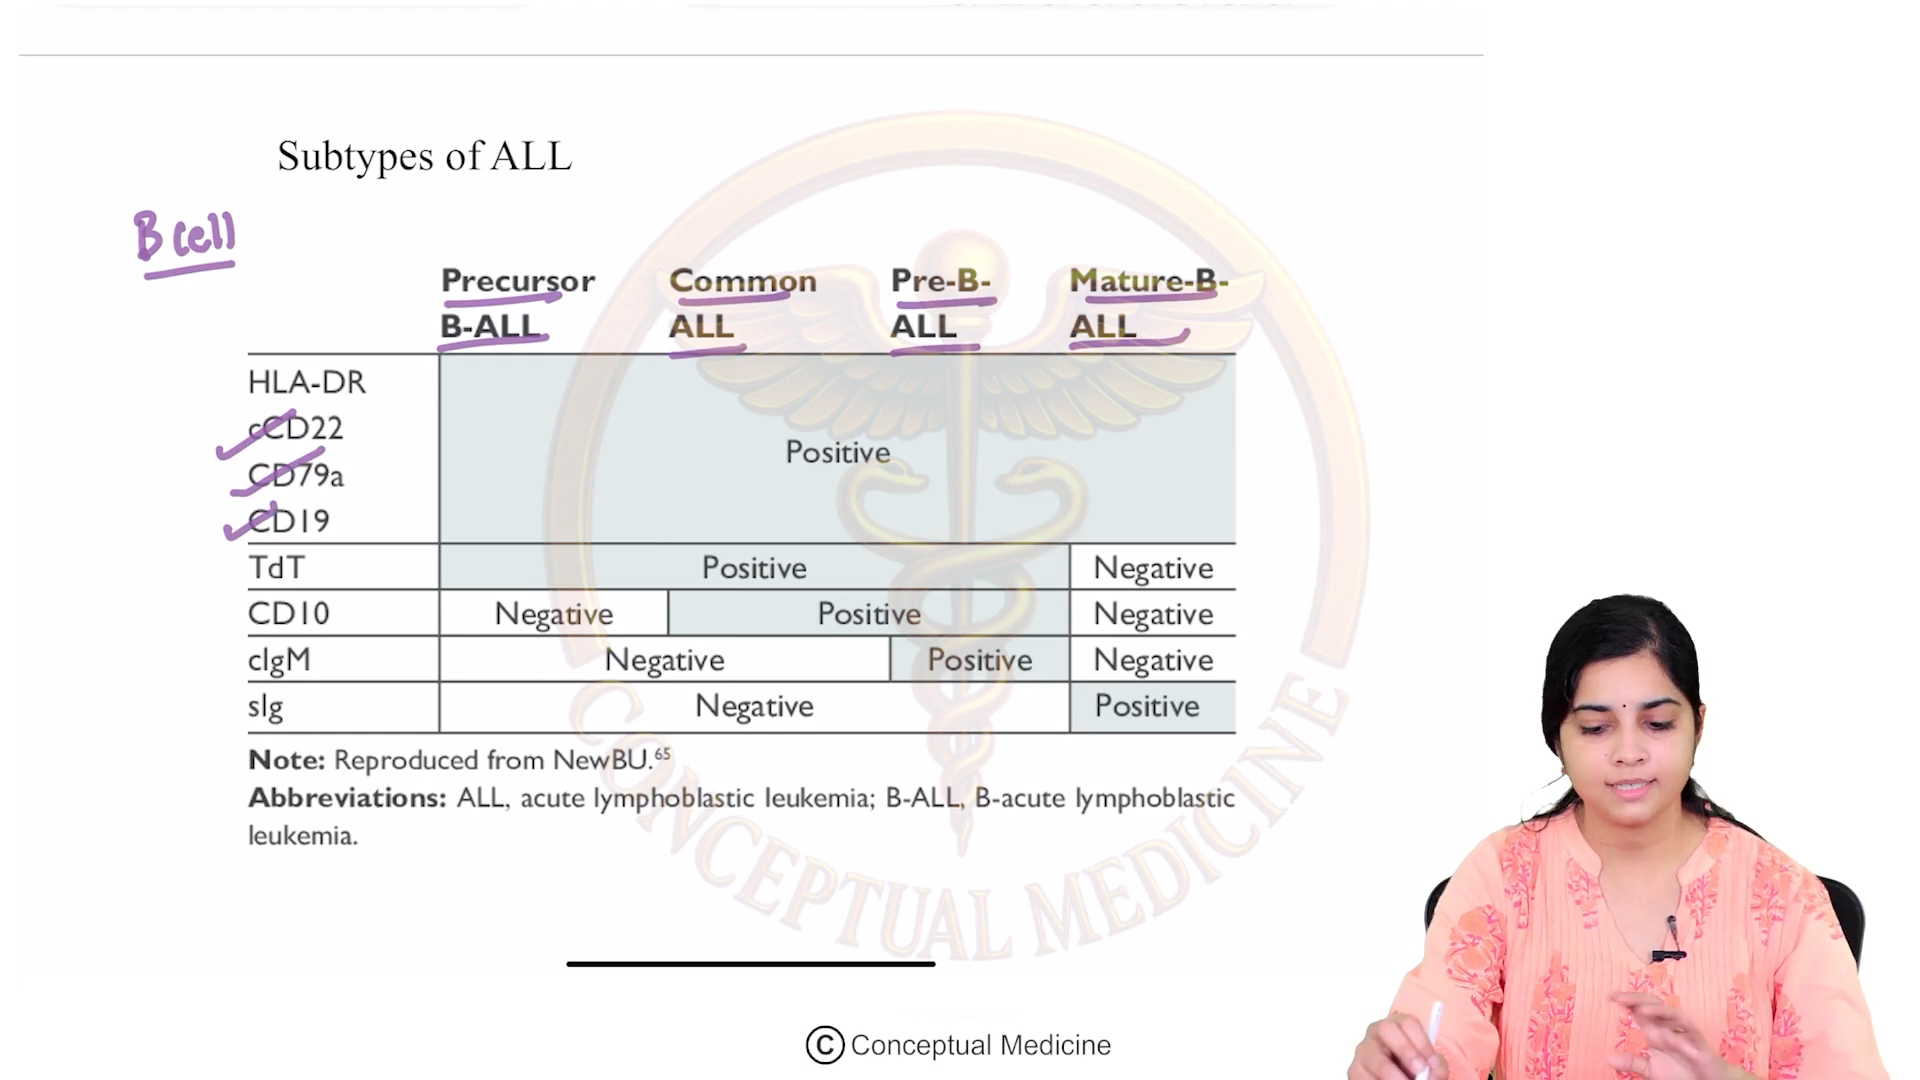 Subtypes of ALL
B cell
Precursor B-ALL Common ALL Pre-B-ALL Mature-B-ALL
HLA-DR
cCD22
Positive
CD79a
CD19
TdT Positive Negative
CD10 Negative Positive Negative
cIgM Negative Positive Negative
sIg Negative Positive
Note: Reproduced from NewBU.65
Abbreviations: ALL, acute lymphoblastic leukemia; B-ALL, B-acute lymphoblastic
leukemia.
CONCEPTUAL MEDICINE
© Conceptual Medicine